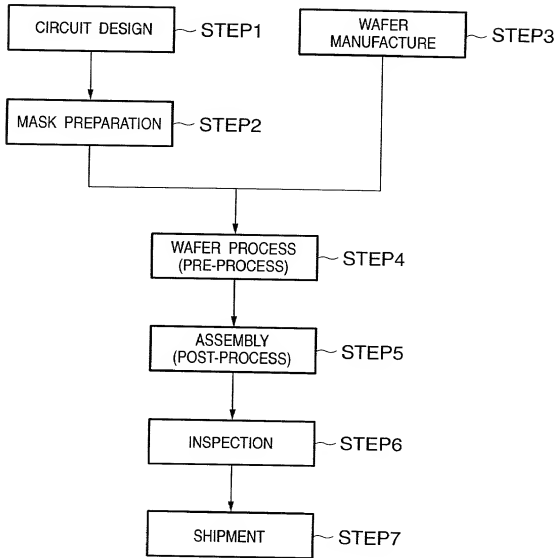 CIRCUIT DESIGN
STEP1
WAFER
MANUFACTURE
STEP3
MASK PREPARATION
STEP2
WAFER PROCESS
(PRE-PROCESS)
STEP4
ASSEMBLY
(POST-PROCESS)
STEP5
INSPECTION
STEP6
SHIPMENT
STEP7